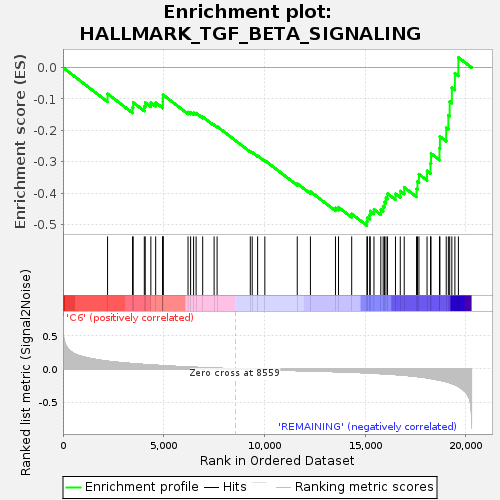 Enrichment plot:
HALLMARK_TGF_BETA_SIGNALING
Enrichment score (ES)
0.0
-0.1
-0.2
-0.3
-0.4
-0.5
'C6' (positively correlated)
Ranked list metric (Signal2Noise)
0.5
0.0
-0.5
Zero cross at 8559
'REMAINING' (negatively correlated)
0 5,000 10,000 15,000 20,000
Rank in Ordered Dataset
Enrichment profile Hits Ranking metric scores